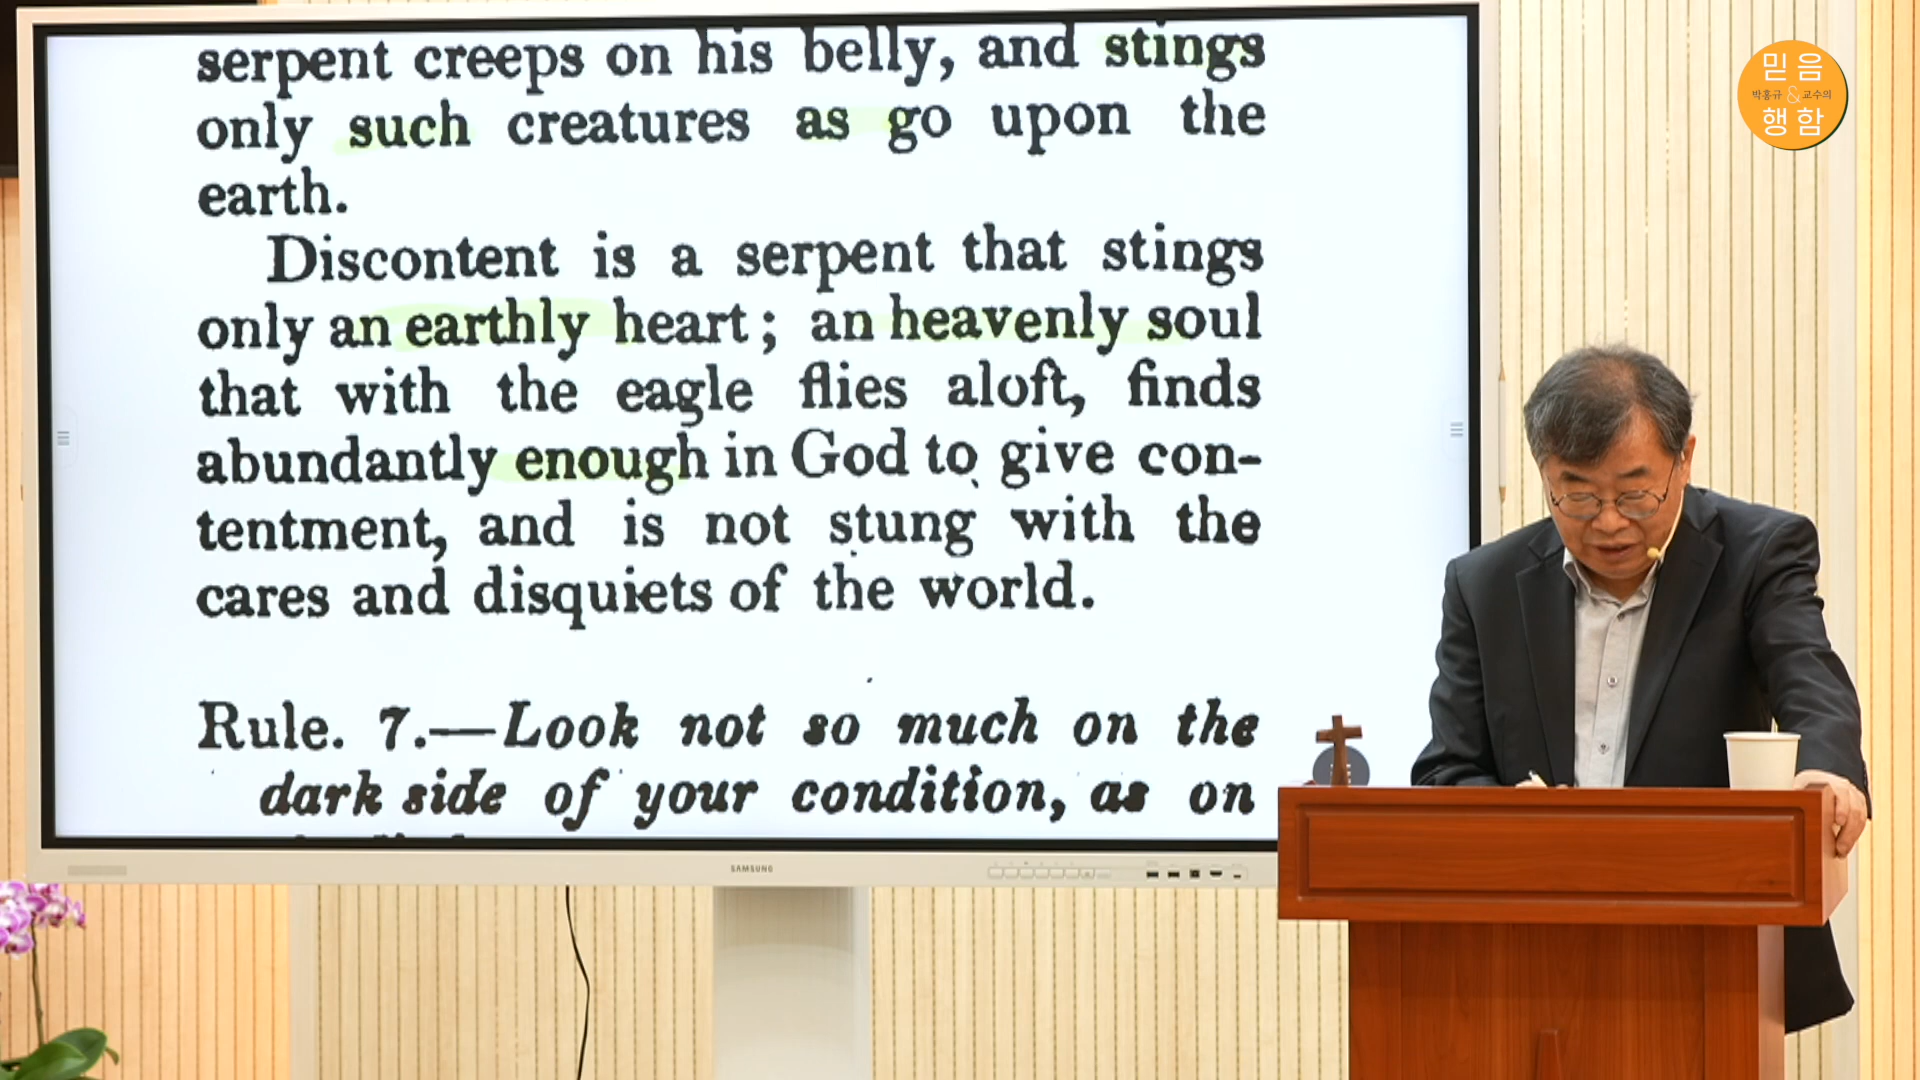 serpent creeps on his belly, and stings
only such creatures as go upon the
earth.
Discontent is a serpent that stings
only an earthly heart; an heavenly soul
that with the eagle flies aloft, finds
abundantly enough in God to give con-
tentment, and is not stung with the
cares and disquiets of the world.
Rule. 7.—Look not so much on the
dark side of your condition, as on
SAMSUNG
믿음
박홍규 & 교수의
행함